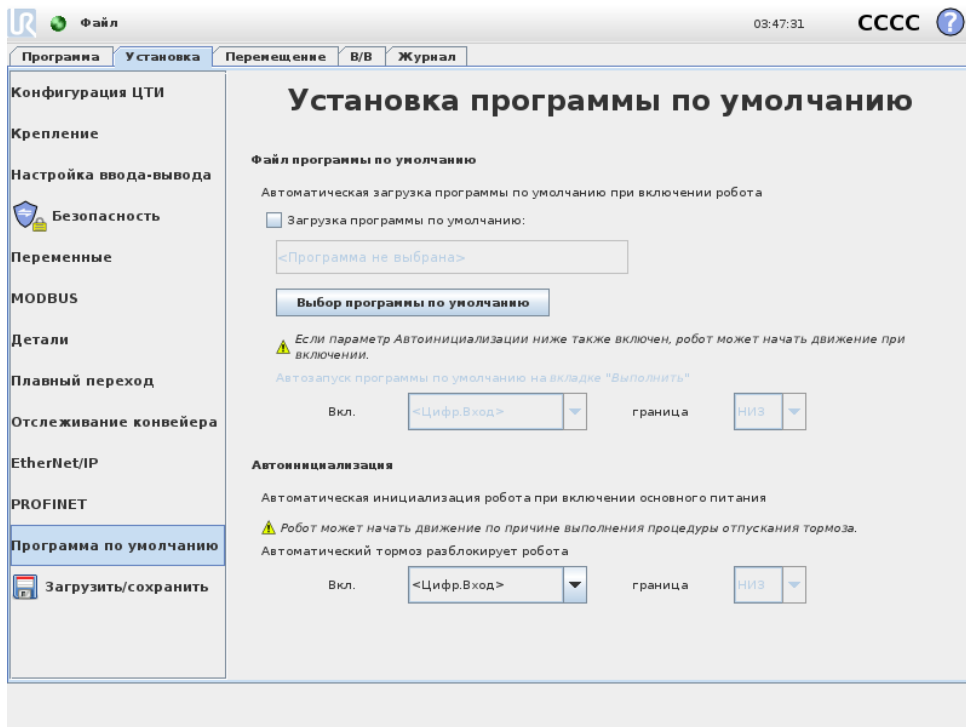 UR Файл 03:47:31 CCCC ?
Программа Установка Перемещение В/В Журнал
Конфигурация ЦТИ
Крепление
Настройка ввода-вывода
Безопасность
Переменные
MODBUS
Детали
Плавный переход
Отслеживание конвейера
EtherNet/IP
PROFINET
Программа по умолчанию
Загрузить/сохранить
Установка программы по умолчанию
Файл программы по умолчанию
Автоматическая загрузка программы по умолчанию при включении робота
Загрузка программы по умолчанию:
<Программа не выбрана>
Выбор программы по умолчанию
Если параметр Автоинициализации ниже также включен, робот может начать движение при
включении.
Автозапуск программы по умолчанию на вкладке "Выполнить"
Вкл. <Цифр.Вход> граница НИЗ
Автоинициализация
Автоматическая инициализация робота при включении основного питания
Робот может начать движение по причине выполнения процедуры отпускания тормоза.
Автоматический тормоз разблокирует робота
Вкл. <Цифр.Вход> граница НИЗ